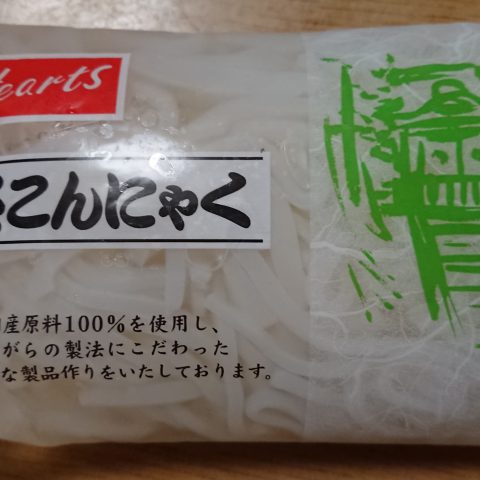 Hearts
こんにゃく
産原料100%を使用し、
がらの製法にこだわった
な製品作りをいたしております。